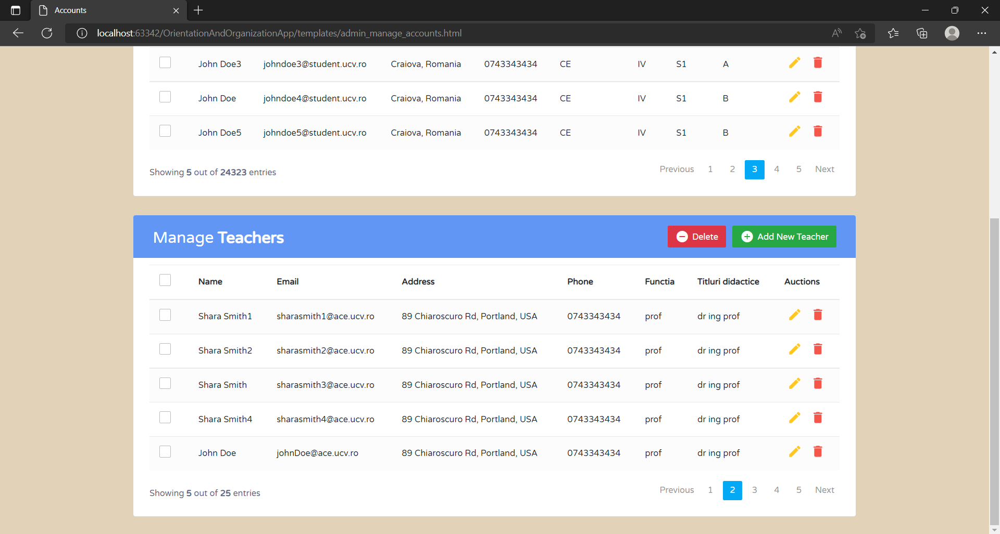 Accounts
localhost:63342/OrientationAndOrganizationApp/templates/admin_manage_accounts.html
John Doe3 johndoe3@student.ucv.ro Craiova, Romania 0743343434 CE IV S1 A
John Doe johndoe4@student.ucv.ro Craiova, Romania 0743343434 CE IV S1 B
John Doe5 johndoe5@student.ucv.ro Craiova, Romania 0743343434 CE IV S1 B
Showing 5 out of 24323 entries Previous 1 2 3 4 5 Next
Manage Teachers Delete Add New Teacher
Name Email Address Phone Functia Titluri didactice Auctions
Shara Smith1 sharasmith1@ace.ucv.ro 89 Chiaroscuro Rd, Portland, USA 0743343434 prof dr ing prof
Shara Smith2 sharasmith2@ace.ucv.ro 89 Chiaroscuro Rd, Portland, USA 0743343434 prof dr ing prof
Shara Smith sharasmith3@ace.ucv.ro 89 Chiaroscuro Rd, Portland, USA 0743343434 prof dr ing prof
Shara Smith4 sharasmith4@ace.ucv.ro 89 Chiaroscuro Rd, Portland, USA 0743343434 prof dr ing prof
John Doe johnDoe@ace.ucv.ro 89 Chiaroscuro Rd, Portland, USA 0743343434 prof dr ing prof
Showing 5 out of 25 entries Previous 1 2 3 4 5 Next